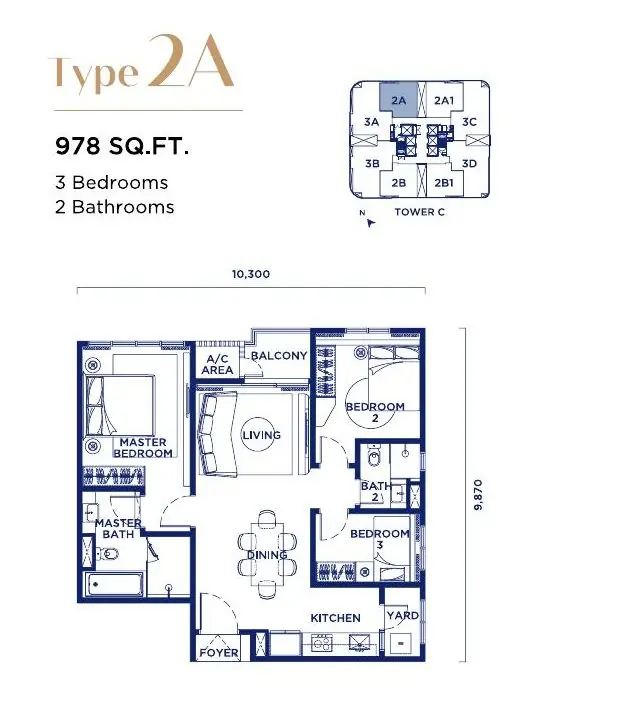 Type 2A
978 SQ.FT.
3 Bedrooms
2 Bathrooms
2A
2A1
3A
3C
3B
3D
2B
2B1
N
TOWER C
10,300
A/C
AREA
BALCONY
BEDROOM
2
LIVING
MASTER
BEDROOM
BATH
2
9,870
MASTER
BATH
BEDROOM
3
DINING
KITCHEN
YARD
FOYER